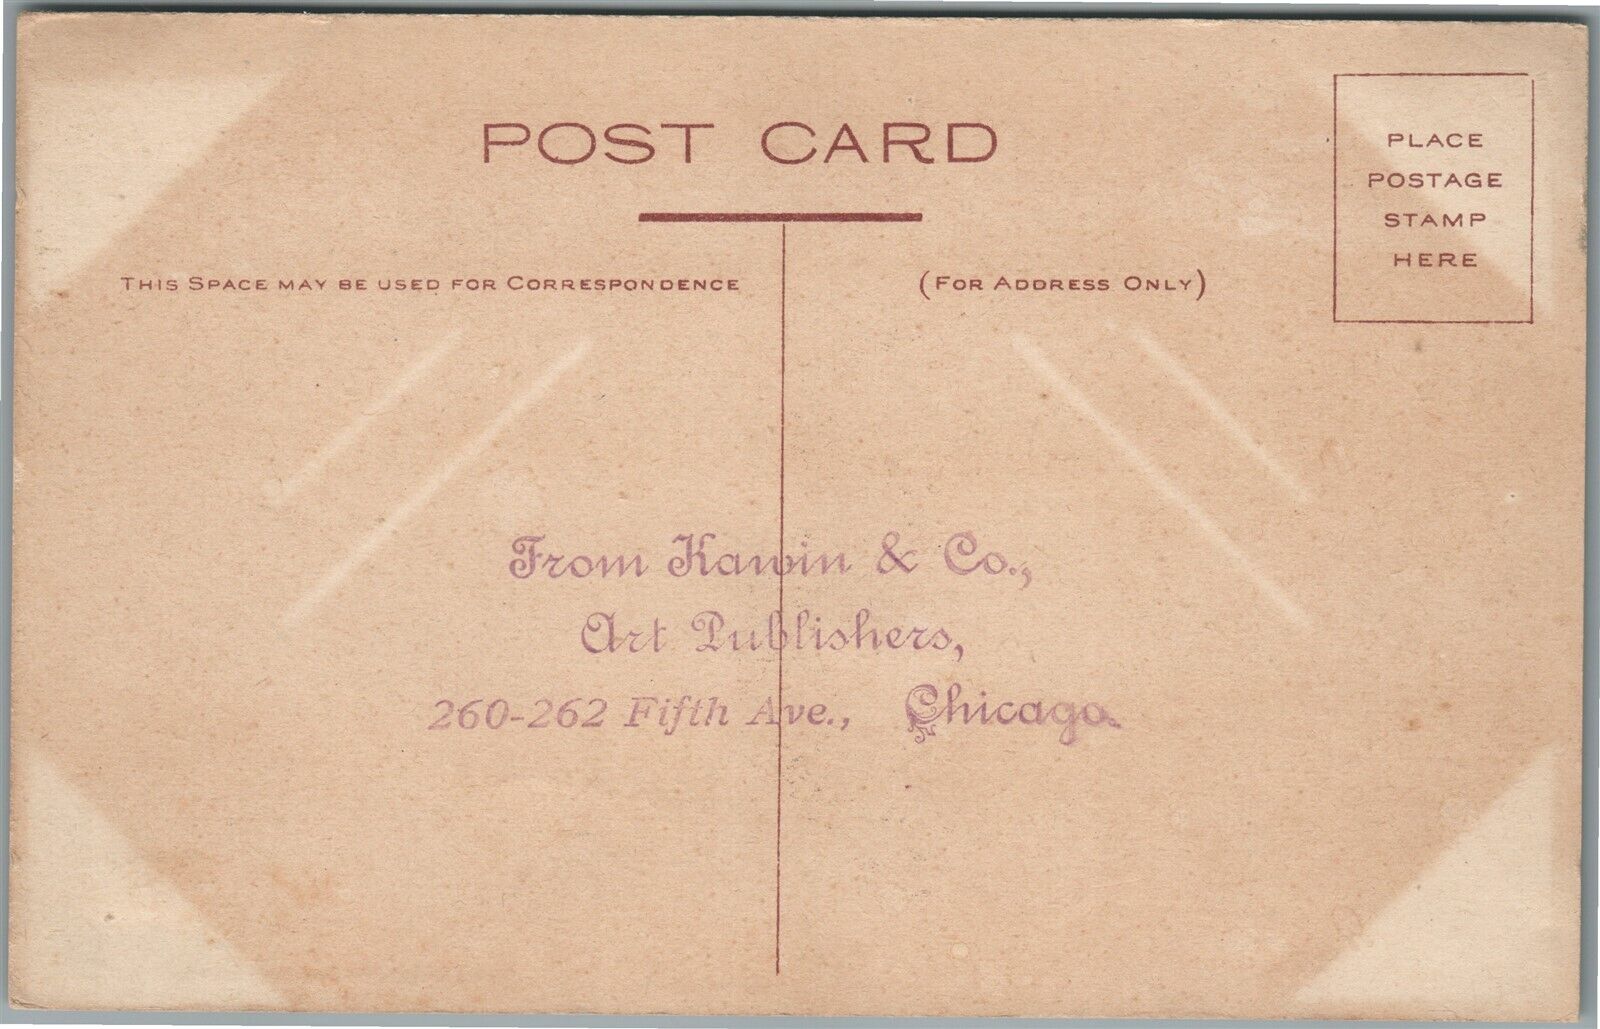 POST CARD
THIS SPACE MAY BE USED FOR CORRESPONDENCE
(FOR ADDRESS ONLY)
PLACE
POSTAGE
STAMP
HERE
From Kawin & Co.,
Art Publishers,
260-262 Fifth Ave., Chicago.